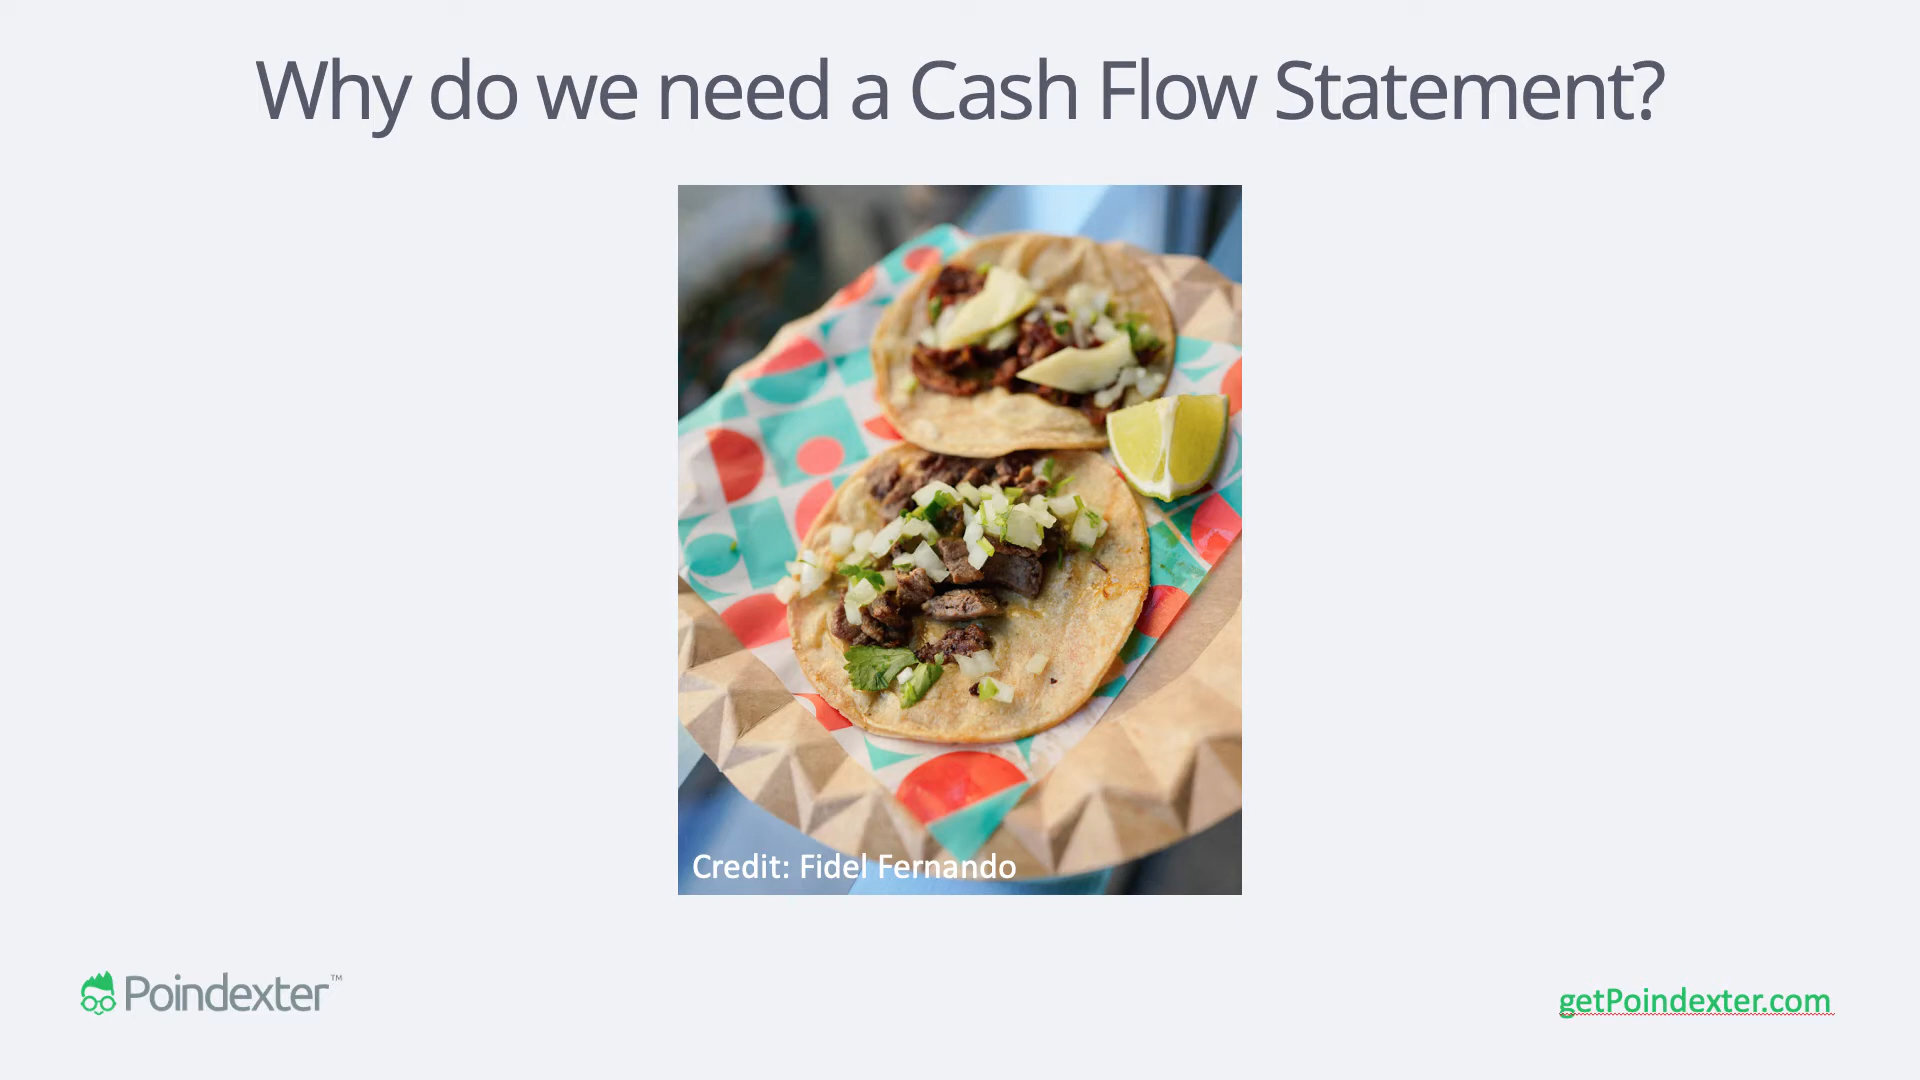 Why do we need a Cash Flow Statement?
Credit: Fidel Fernando
Poindexter™
getPoindexter.com